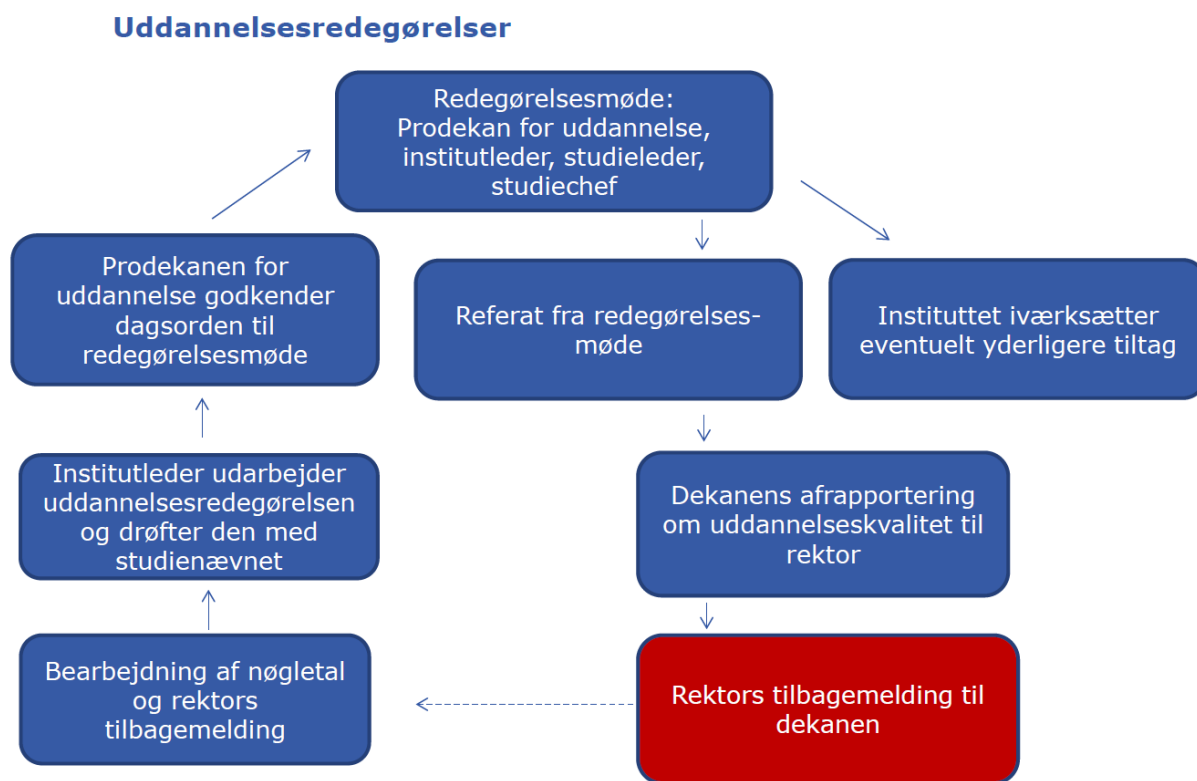 Uddannelsesredegørelser
Redegørelsesmøde:
Prodekan for uddannelse,
institutleder, studieleder,
studiechef
Prodekanen for
uddannelse godkender
dagsorden til
redegørelsesmøde
Referat fra redegørelses-
møde
Instituttet iværksætter
eventuelt yderligere tiltag
Institutleder udarbejder
uddannelsesredegørelsen
og drøfter den med
studienævnet
Dekanens afrapportering
om uddannelseskvalitet til
rektor
Bearbejdning af nøgletal
og rektors
tilbagemelding
Rektors tilbagemelding til
dekanen